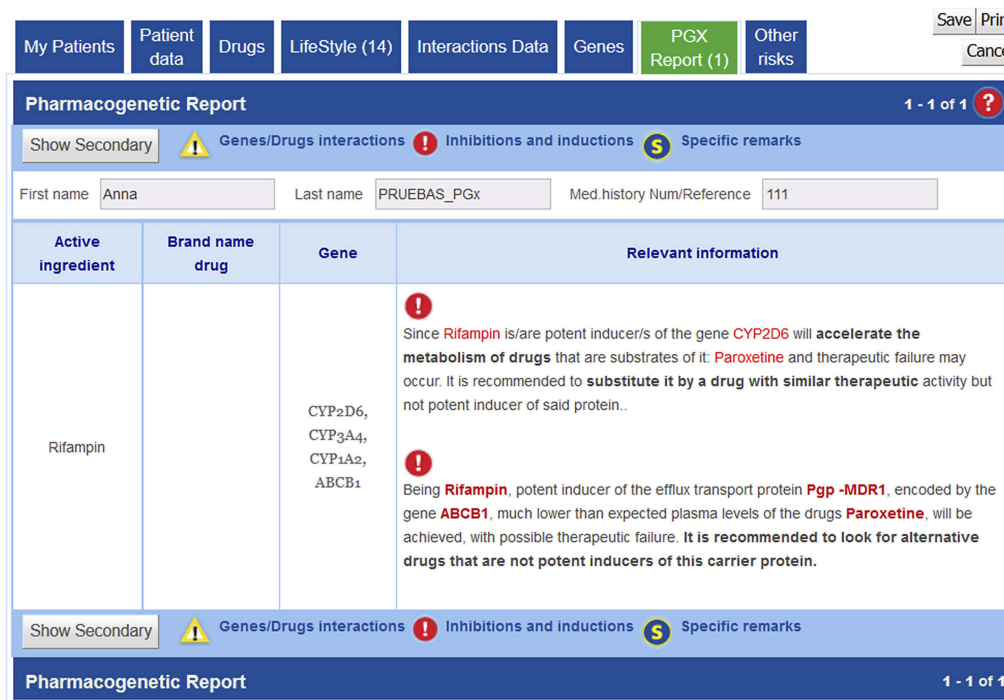 Save Prin
My Patients
Patient
data
Drugs
LifeStyle (14)
Interactions Data
Genes
PGX
Report (1)
Other
risks
Cance
Pharmacogenetic Report 1 - 1 of 1 ?
Show Secondary Genes/Drugs interactions ! Inhibitions and inductions S Specific remarks
First name Anna Last name PRUEBAS_PGx Med.history Num/Reference 111
Active
ingredient
Brand name
drug
Gene
Relevant information
Rifampin
CYP2D6,
CYP3A4,
CYP1A2,
ABCB1
!
Since Rifampin is/are potent inducer/s of the gene CYP2D6 will accelerate the
metabolism of drugs that are substrates of it: Paroxetine and therapeutic failure may
occur. It is recommended to substitute it by a drug with similar therapeutic activity but
not potent inducer of said protein..
!
Being Rifampin, potent inducer of the efflux transport protein Pgp -MDR1, encoded by the
gene ABCB1, much lower than expected plasma levels of the drugs Paroxetine, will be
achieved, with possible therapeutic failure. It is recommended to look for alternative
drugs that are not potent inducers of this carrier protein.
Show Secondary Genes/Drugs interactions ! Inhibitions and inductions S Specific remarks
Pharmacogenetic Report 1 - 1 of 1